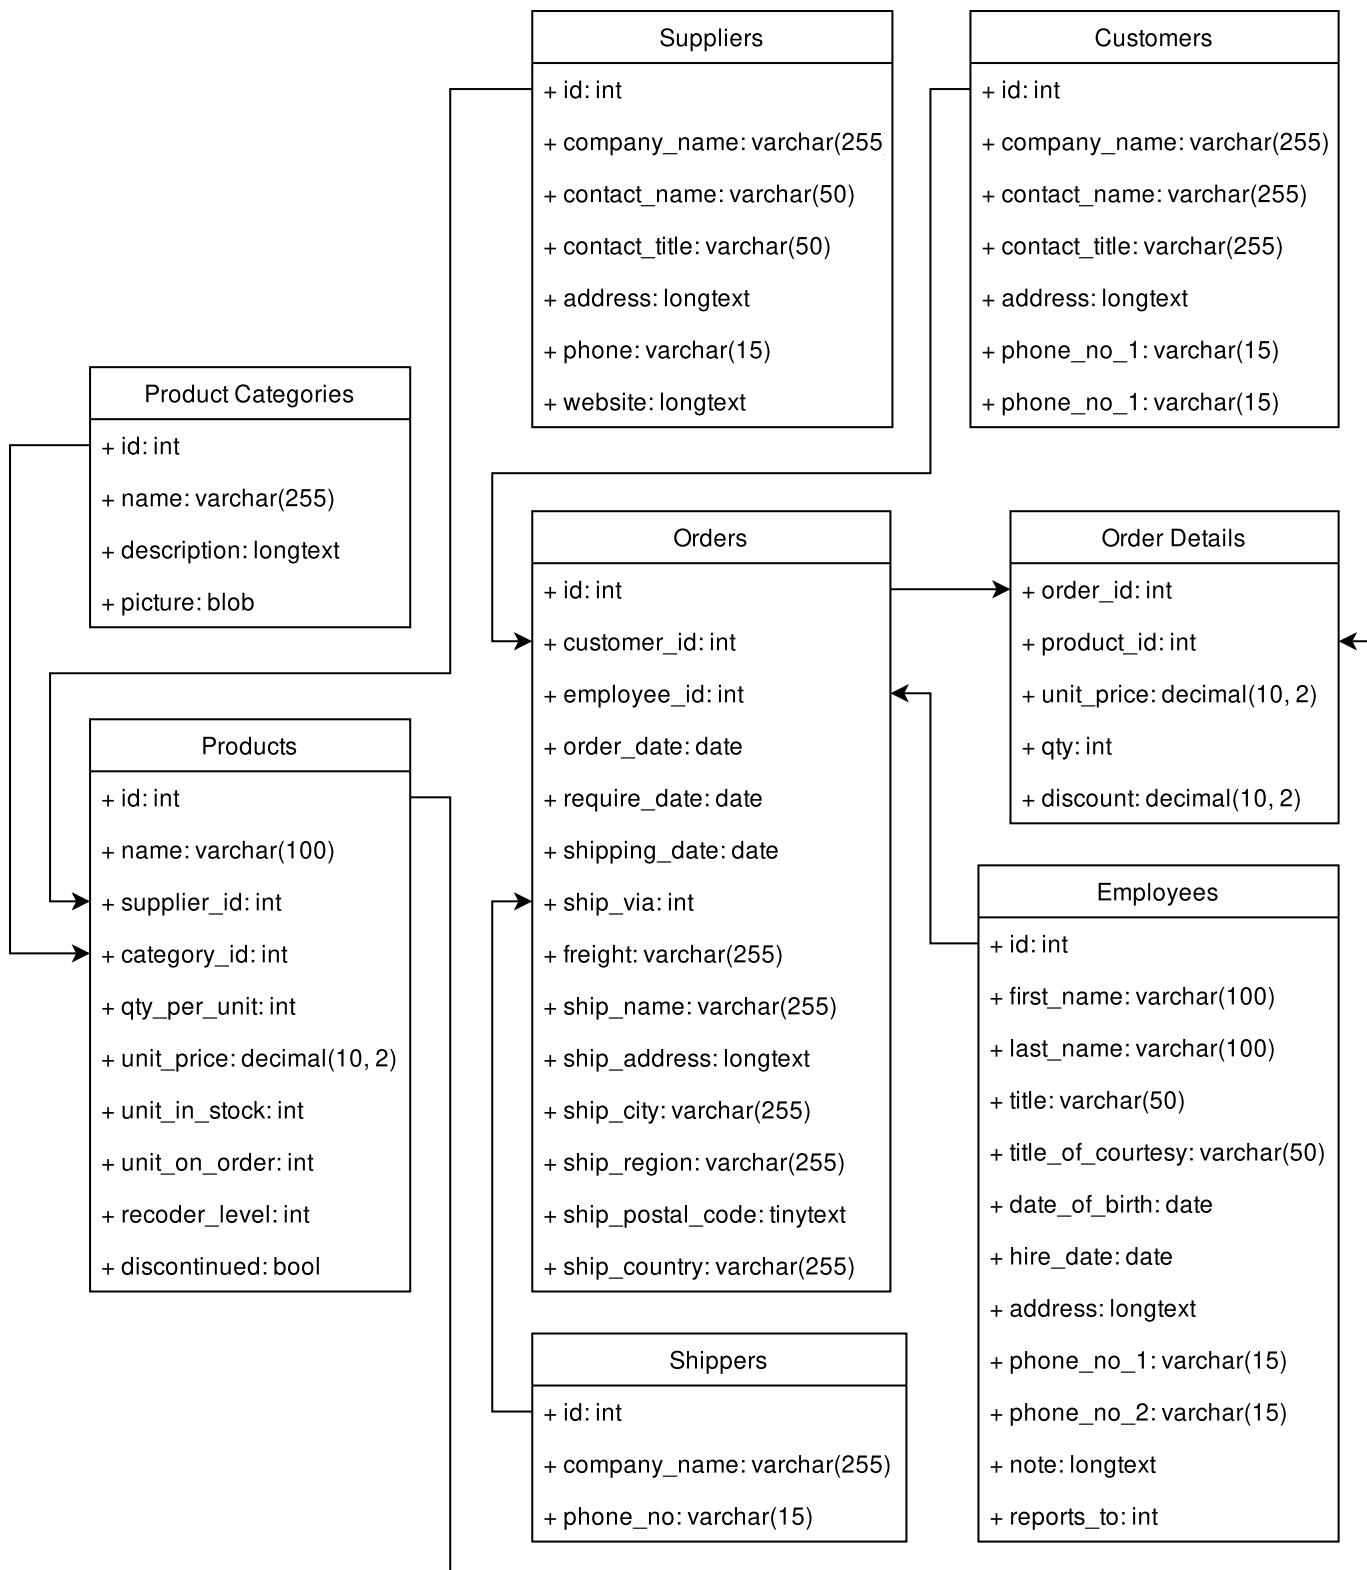 Suppliers
+ id: int
+ company_name: varchar(255
+ contact_name: varchar(50)
+ contact_title: varchar(50)
+ address: longtext
+ phone: varchar(15)
+ website: longtext
Customers
+ id: int
+ company_name: varchar(255)
+ contact_name: varchar(255)
+ contact_title: varchar(255)
+ address: longtext
+ phone_no_1: varchar(15)
+ phone_no_1: varchar(15)
Product Categories
+ id: int
+ name: varchar(255)
+ description: longtext
+ picture: blob
Orders
+ id: int
+ customer_id: int
+ employee_id: int
+ order_date: date
+ require_date: date
+ shipping_date: date
+ ship_via: int
+ freight: varchar(255)
+ ship_name: varchar(255)
+ ship_address: longtext
+ ship_city: varchar(255)
+ ship_region: varchar(255)
+ ship_postal_code: tinytext
+ ship_country: varchar(255)
Order Details
+ order_id: int
+ product_id: int
+ unit_price: decimal(10, 2)
+ qty: int
+ discount: decimal(10, 2)
Products
+ id: int
+ name: varchar(100)
+ supplier_id: int
+ category_id: int
+ qty_per_unit: int
+ unit_price: decimal(10, 2)
+ unit_in_stock: int
+ unit_on_order: int
+ recoder_level: int
+ discontinued: bool
Employees
+ id: int
+ first_name: varchar(100)
+ last_name: varchar(100)
+ title: varchar(50)
+ title_of_courtesy: varchar(50)
+ date_of_birth: date
+ hire_date: date
+ address: longtext
+ phone_no_1: varchar(15)
+ phone_no_2: varchar(15)
+ note: longtext
+ reports_to: int
Shippers
+ id: int
+ company_name: varchar(255)
+ phone_no: varchar(15)